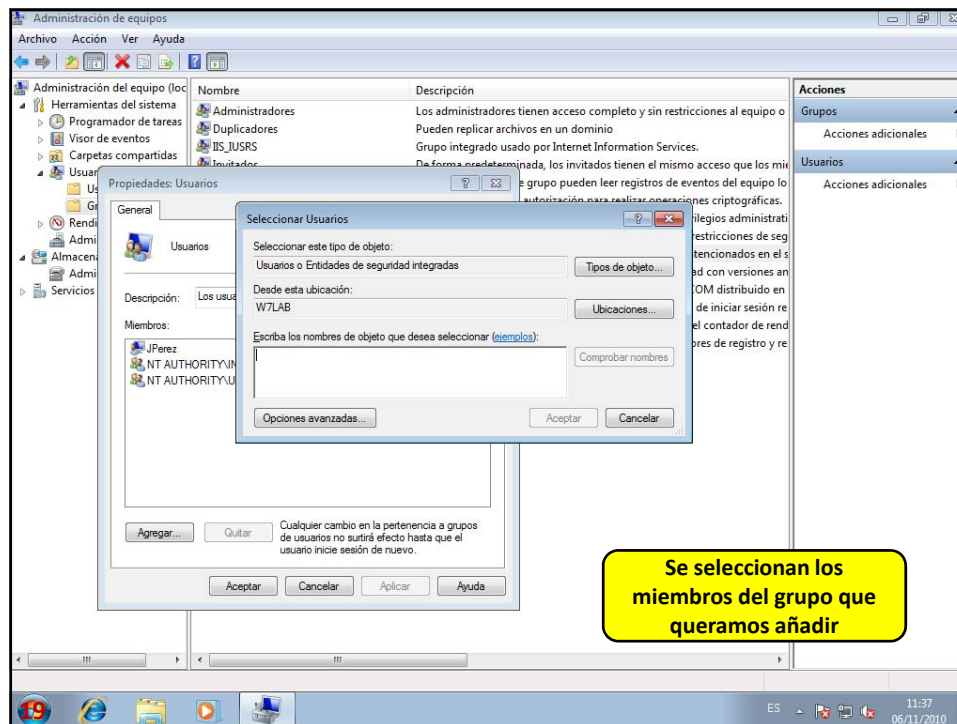 Administración de equipos
Archivo Acción Ver Ayuda
Administración del equipo (loc
Herramientas del sistema
Programador de tareas
Visor de eventos
Carpetas compartidas
Usuar
Us
Gr
Rendi
Admi
Almacena
Admi
Servicios
Nombre Descripción
Administradores Los administradores tienen acceso completo y sin restricciones al equipo o
Duplicadores Pueden replicar archivos en un dominio
IIS_IUSRS Grupo integrado usado por Internet Information Services.
Invitados De forma predeterminada, los invitados tienen el mismo acceso que los mie
e grupo pueden leer registros de eventos del equipo lo
autorización para realizar operaciones criptográficas.
rilegios administrati
restricciones de seg
tencionados en el s
ad con versiones an
COM distribuido en
de iniciar sesión re
el contador de rend
ores de registro y re
Acciones
Grupos
Acciones adicionales
Usuarios
Acciones adicionales
Propiedades: Usuarios
General
Usuarios
Descripción: Los usua
Miembros:
JPerez
NT AUTHORITY\IN
NT AUTHORITY\U
Agregar... Quitar
Cualquier cambio en la pertenencia a grupos
de usuarios no surtirá efecto hasta que el
usuario inicie sesión de nuevo.
Aceptar Cancelar Aplicar Ayuda
Seleccionar Usuarios
Seleccionar este tipo de objeto:
Usuarios o Entidades de seguridad integradas Tipos de objeto...
Desde esta ubicación:
W7LAB Ubicaciones...
Escriba los nombres de objeto que desea seleccionar (ejemplos):
Comprobar nombres
Opciones avanzadas... Aceptar Cancelar
Se seleccionan los
miembros del grupo que
queramos añadir
19
ES
11:37
06/11/2010